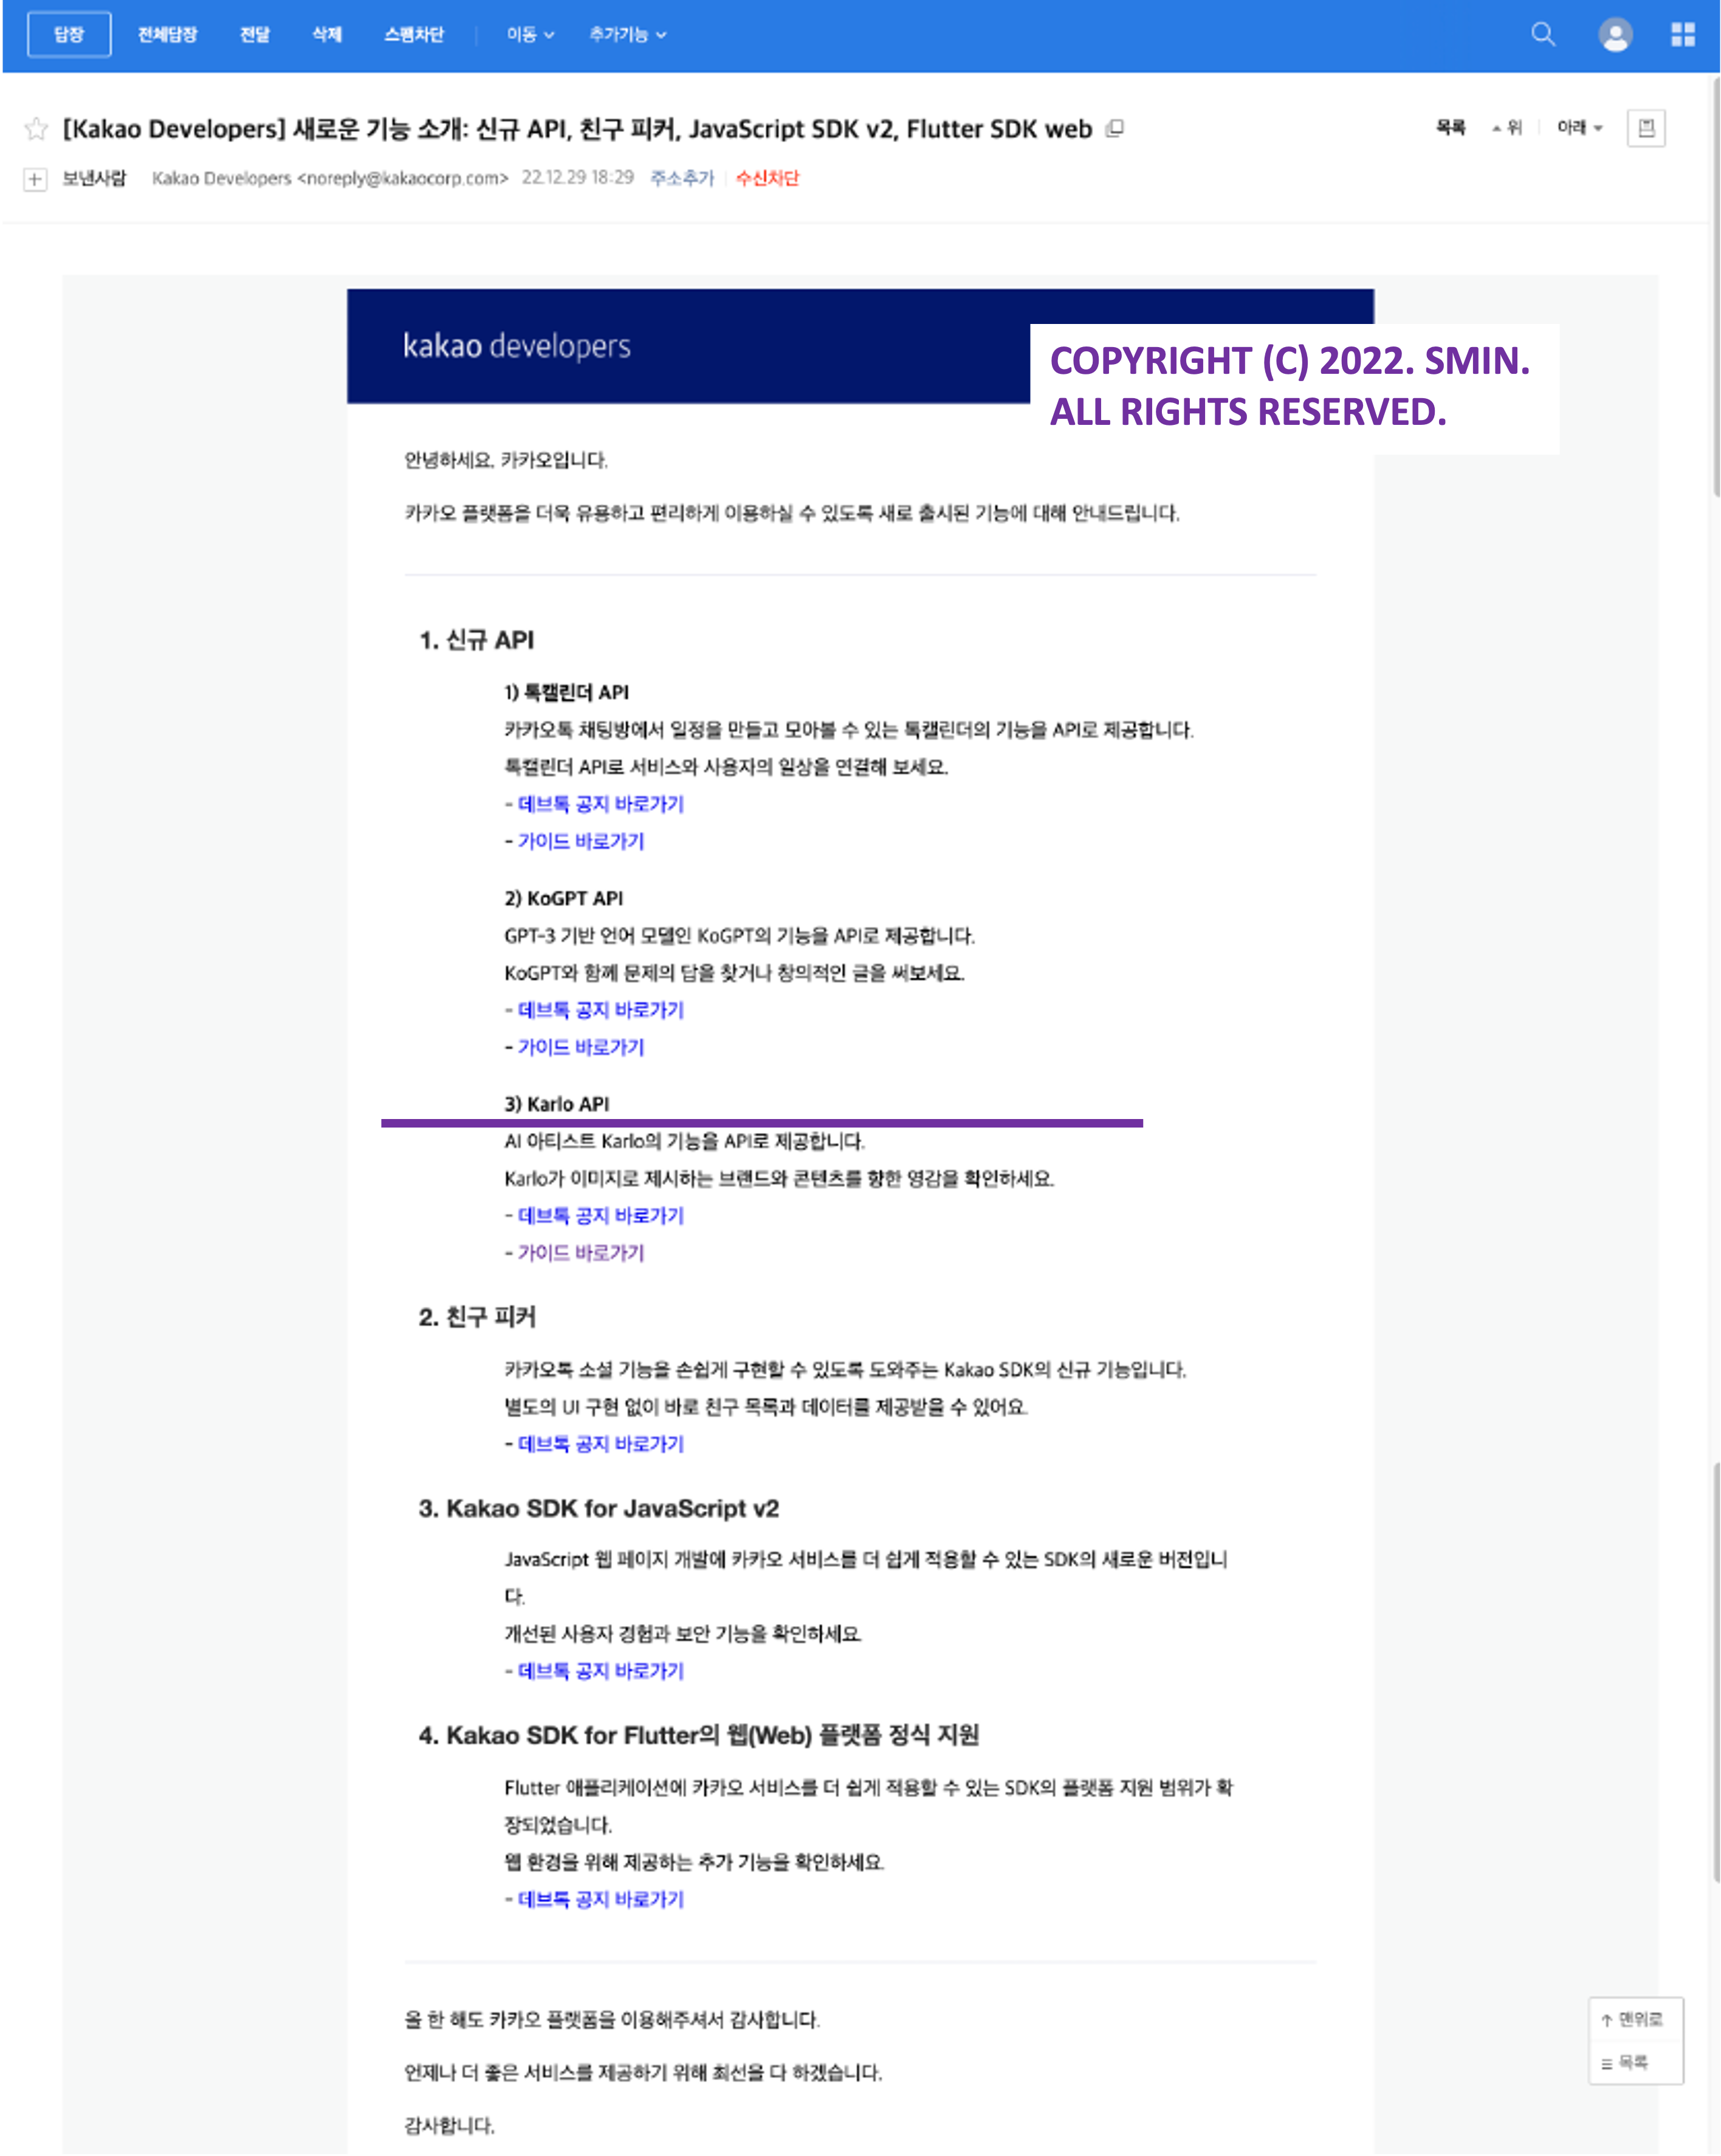 답장 전체답장 전달 삭제 스팸차단 이동 추가기능
[Kakao Developers] 새로운 기능 소개: 신규 API, 친구 피커, JavaScript SDK v2, Flutter SDK web
목록 위 아래
보낸사람 Kakao Developers <noreply@kakaocorp.com> 22.12.29 18:29 주소추가 수신차단
kakao developers
COPYRIGHT (C) 2022. SMIN.
ALL RIGHTS RESERVED.
안녕하세요, 카카오입니다.
카카오 플랫폼을 더욱 유용하고 편리하게 이용하실 수 있도록 새로 출시된 기능에 대해 안내드립니다.
1. 신규 API
1) 톡캘린더 API
카카오톡 채팅방에서 일정을 만들고 모아볼 수 있는 톡캘린더의 기능을 API로 제공합니다.
톡캘린더 API로 서비스와 사용자의 일상을 연결해 보세요.
- 데브톡 공지 바로가기
- 가이드 바로가기
2) KoGPT API
GPT-3 기반 언어 모델인 KoGPT의 기능을 API로 제공합니다.
KoGPT와 함께 문제의 답을 찾거나 창의적인 글을 써보세요.
- 데브톡 공지 바로가기
- 가이드 바로가기
3) Karlo API
AI 아티스트 Karlo의 기능을 API로 제공합니다.
Karlo가 이미지로 제시하는 브랜드와 콘텐츠를 향한 영감을 확인하세요.
- 데브톡 공지 바로가기
- 가이드 바로가기
2. 친구 피커
카카오톡 소셜 기능을 손쉽게 구현할 수 있도록 도와주는 Kakao SDK의 신규 기능입니다.
별도의 UI 구현 없이 바로 친구 목록과 데이터를 제공받을 수 있어요.
- 데브톡 공지 바로가기
3. Kakao SDK for JavaScript v2
JavaScript 웹 페이지 개발에 카카오 서비스를 더 쉽게 적용할 수 있는 SDK의 새로운 버전입니
다.
개선된 사용자 경험과 보안 기능을 확인하세요.
- 데브톡 공지 바로가기
4. Kakao SDK for Flutter의 웹(Web) 플랫폼 정식 지원
Flutter 애플리케이션에 카카오 서비스를 더 쉽게 적용할 수 있는 SDK의 플랫폼 지원 범위가 확
장되었습니다.
웹 환경을 위해 제공하는 추가 기능을 확인하세요.
- 데브톡 공지 바로가기
올 한 해도 카카오 플랫폼을 이용해주셔서 감사합니다.
언제나 더 좋은 서비스를 제공하기 위해 최선을 다 하겠습니다.
감사합니다.
맨위로
목록